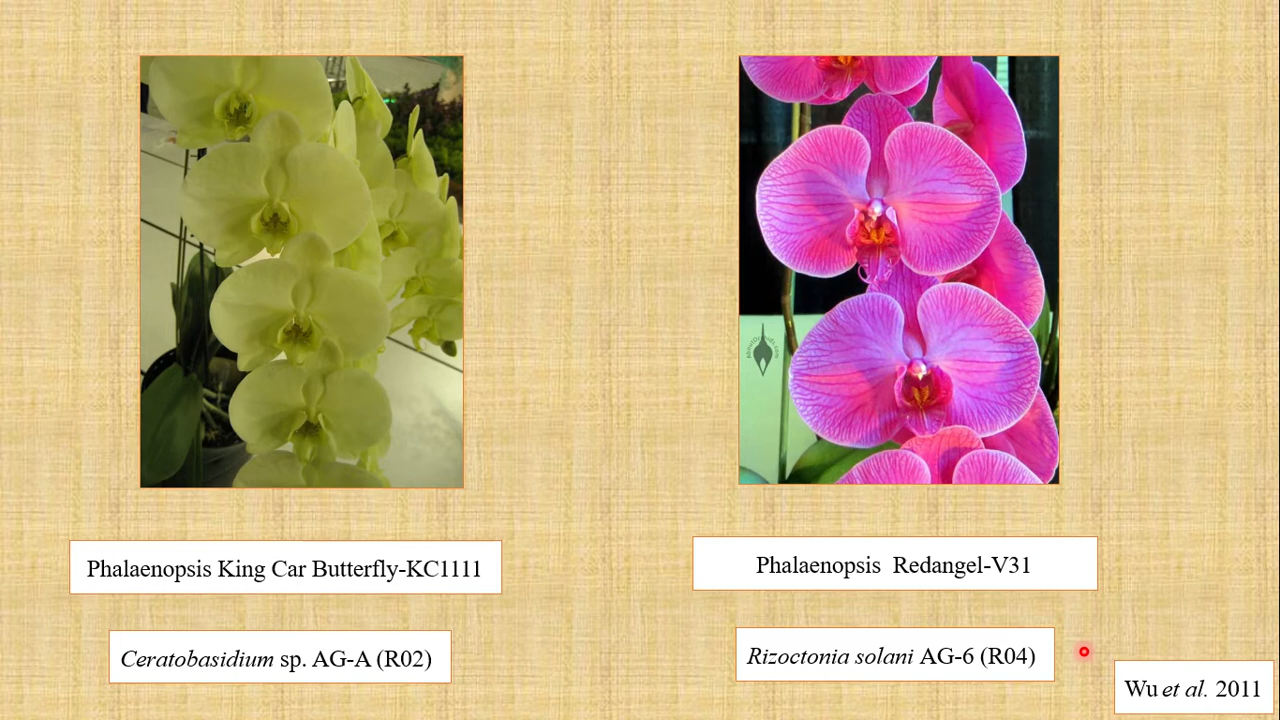 Phalaenopsis King Car Butterfly-KC1111
Phalaenopsis Redangel-V31
Ceratobasidium sp. AG-A (R02)
Rizoctonia solani AG-6 (R04)
Wu et al. 2011